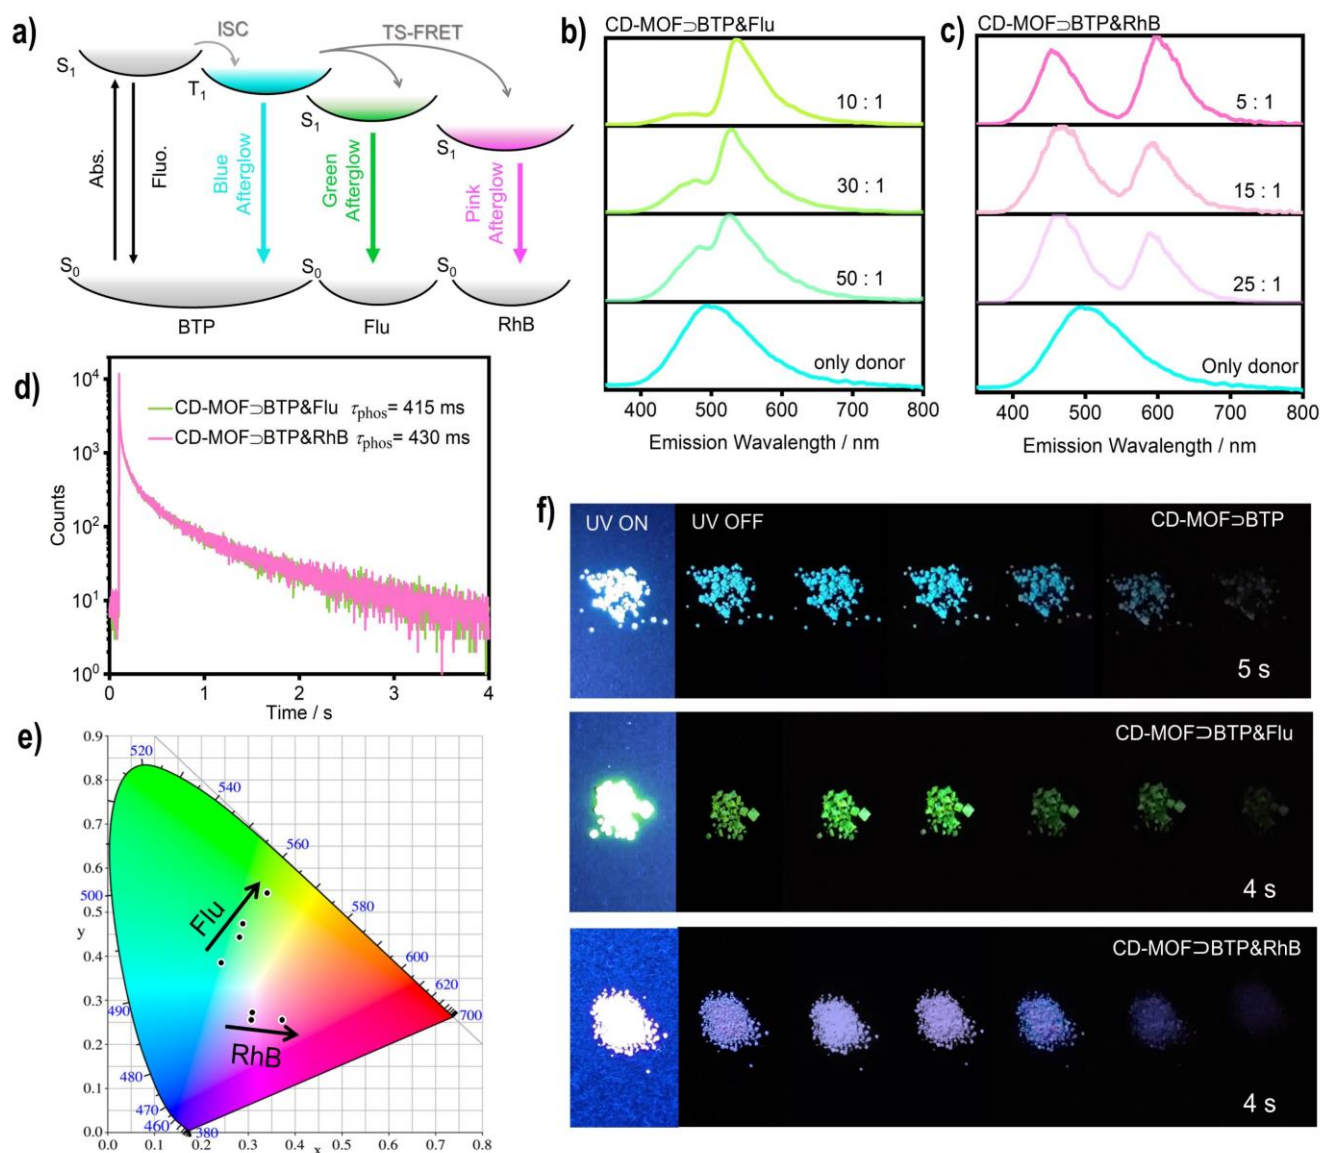 a)
ISC
TS-FRET
S1
T1
S1
S1
Abs.
Fluo.
Blue
Afterglow
Green
Afterglow
Pink
Afterglow
S0
S0
S0
BTP
Flu
RhB
b)
CD-MOF⊃BTP&Flu
10 : 1
30 : 1
50 : 1
only donor
400 500 600 700 800
Emission Wavelength / nm
c)
CD-MOF⊃BTP&RhB
5 : 1
15 : 1
25 : 1
Only donor
400 500 600 700 800
Emission Wavelength / nm
d)
CD-MOF⊃BTP&Flu τphos= 415 ms
CD-MOF⊃BTP&RhB τphos= 430 ms
10^4
10^3
10^2
10^1
10^0
Counts
0 1 2 3 4
Time / s
e)
0.9
0.8
0.7
0.6
0.5
y
0.4
0.3
0.2
0.1
0.0
520
540
560
580
600
620
700
500
490
480
470
460
380
Flu
RhB
0.0 0.1 0.2 0.3 0.4 0.5 0.6 0.7 0.8
x
f)
UV ON
UV OFF
CD-MOF⊃BTP
5 s
CD-MOF⊃BTP&Flu
4 s
CD-MOF⊃BTP&RhB
4 s